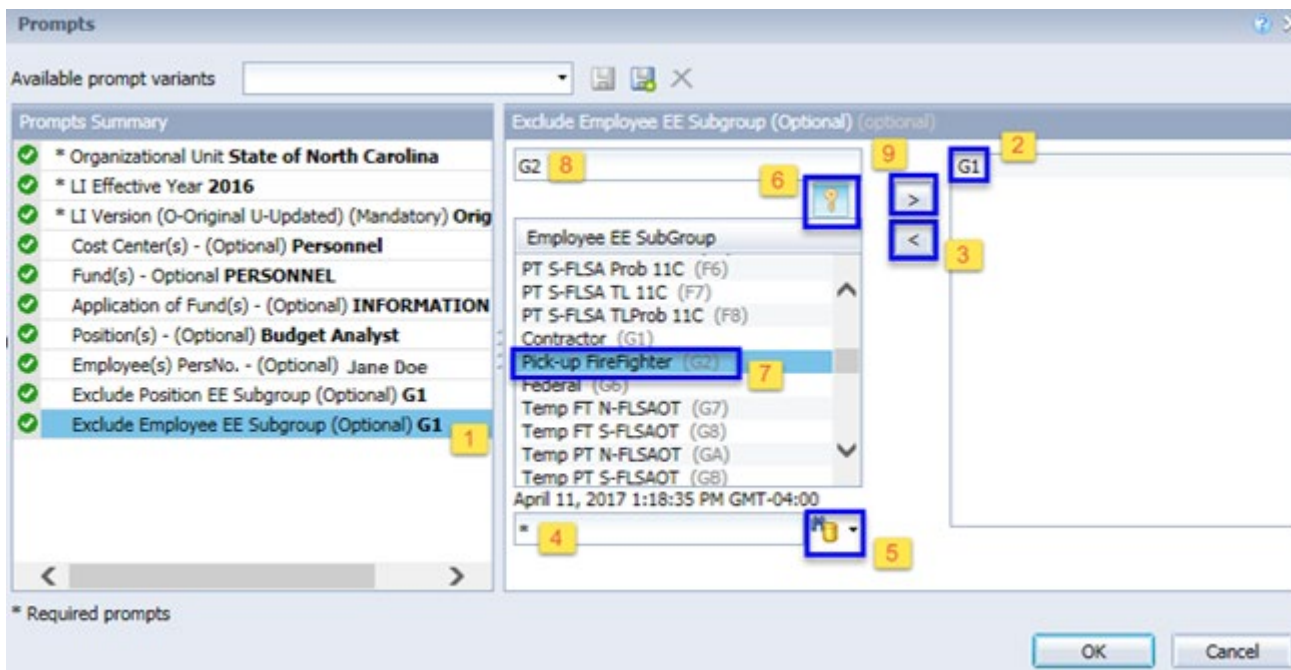 Prompts
Available prompt variants
Prompts Summary
* Organizational Unit State of North Carolina
* LI Effective Year 2016
* LI Version (O-Original U-Updated) (Mandatory) Orig
Cost Center(s) - (Optional) Personnel
Fund(s) - Optional PERSONNEL
Application of Fund(s) - (Optional) INFORMATION
Position(s) - (Optional) Budget Analyst
Employee(s) PersNo. - (Optional) Jane Doe
Exclude Position EE Subgroup (Optional) G1
Exclude Employee EE Subgroup (Optional) G1
1
Exclude Employee EE Subgroup (Optional) (optional)
G2 8
6
9
>
<
3
G1
2
Employee EE SubGroup
PT S-FLSA Prob 11C (F6)
PT S-FLSA TL 11C (F7)
PT S-FLSA TLProb 11C (F8)
Contractor (G1)
Pick-up FireFighter (G2)
7
Federal (G6)
Temp FT N-FLSAOT (G7)
Temp FT S-FLSAOT (G8)
Temp PT N-FLSAOT (GA)
Temp PT S-FLSAOT (GB)
April 11, 2017 1:18:35 PM GMT-04:00
* 4
5
* Required prompts
OK
Cancel